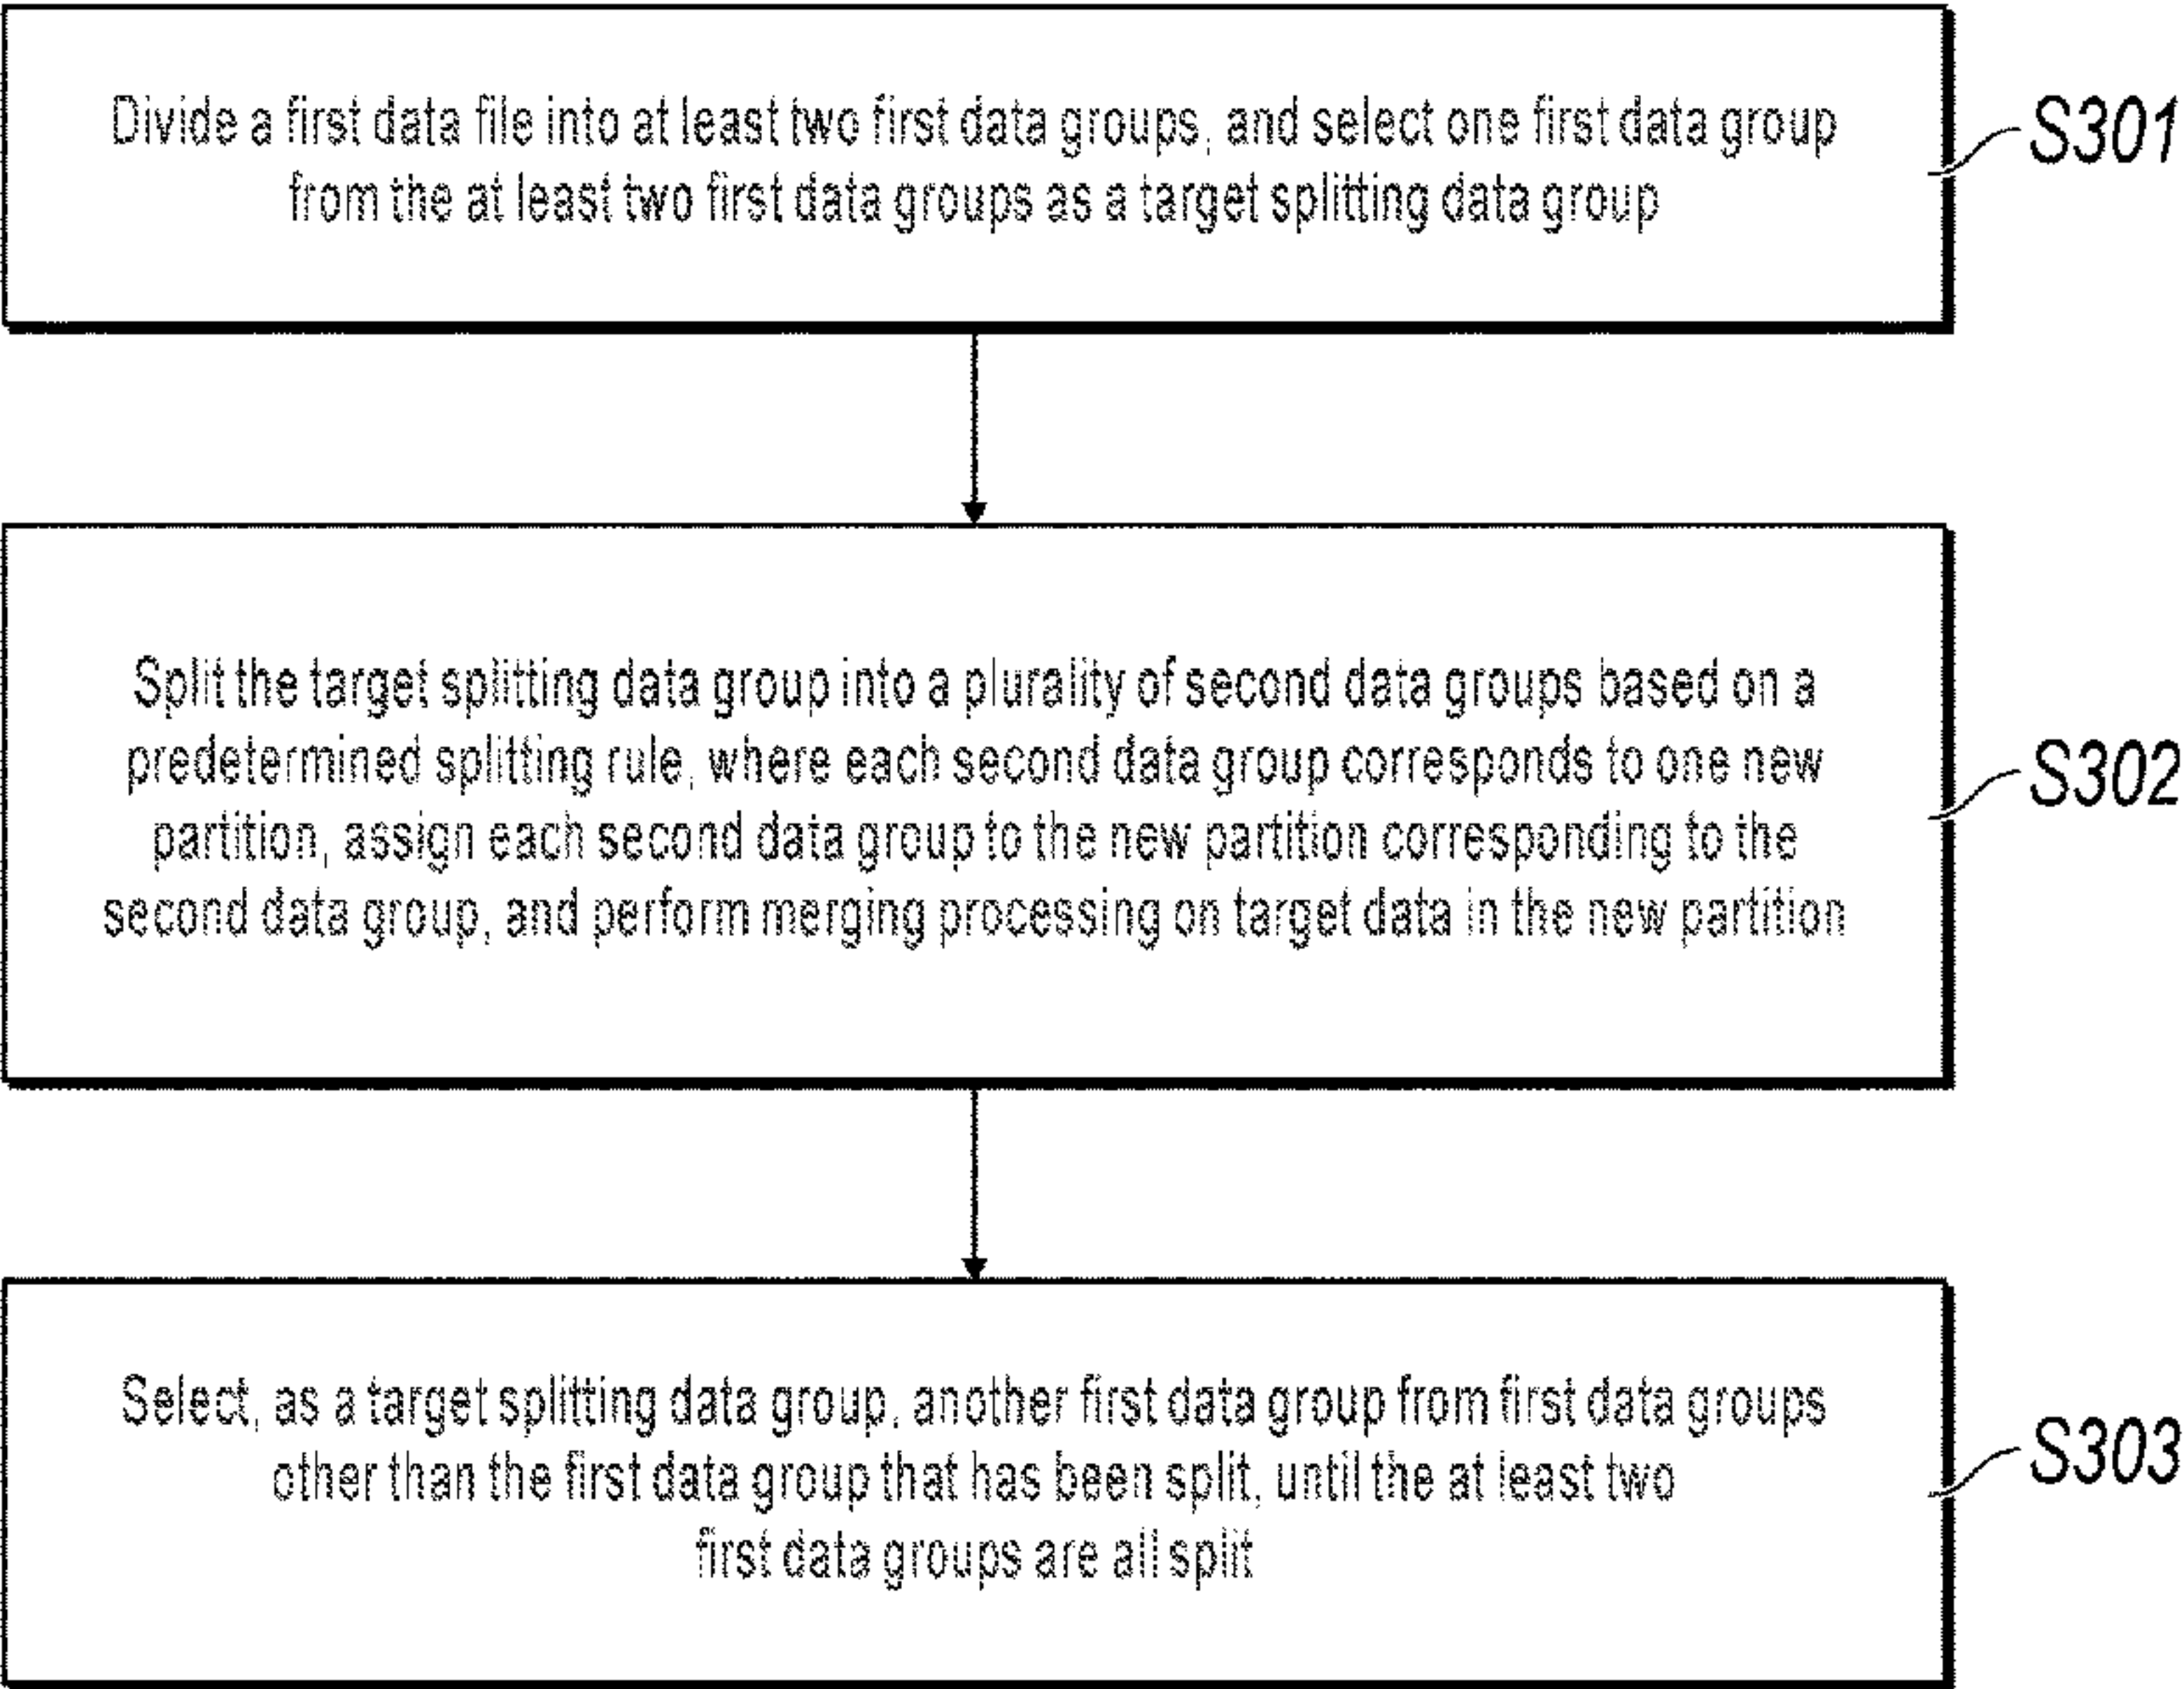 Divide a first data file into at least two first data groups, and select one first data group
from the at least two first data groups as a target splitting data group
S301
Split the target splitting data group into a plurality of second data groups based on a
predetermined splitting rule, where each second data group corresponds to one new
partition, assign each second data group to the new partition corresponding to the
second data group, and perform merging processing on target data in the new partition
S302
Select, as a target splitting data group, another first data group from first data groups
other than the first data group that has been split, until the at least two
first data groups are all split
S303